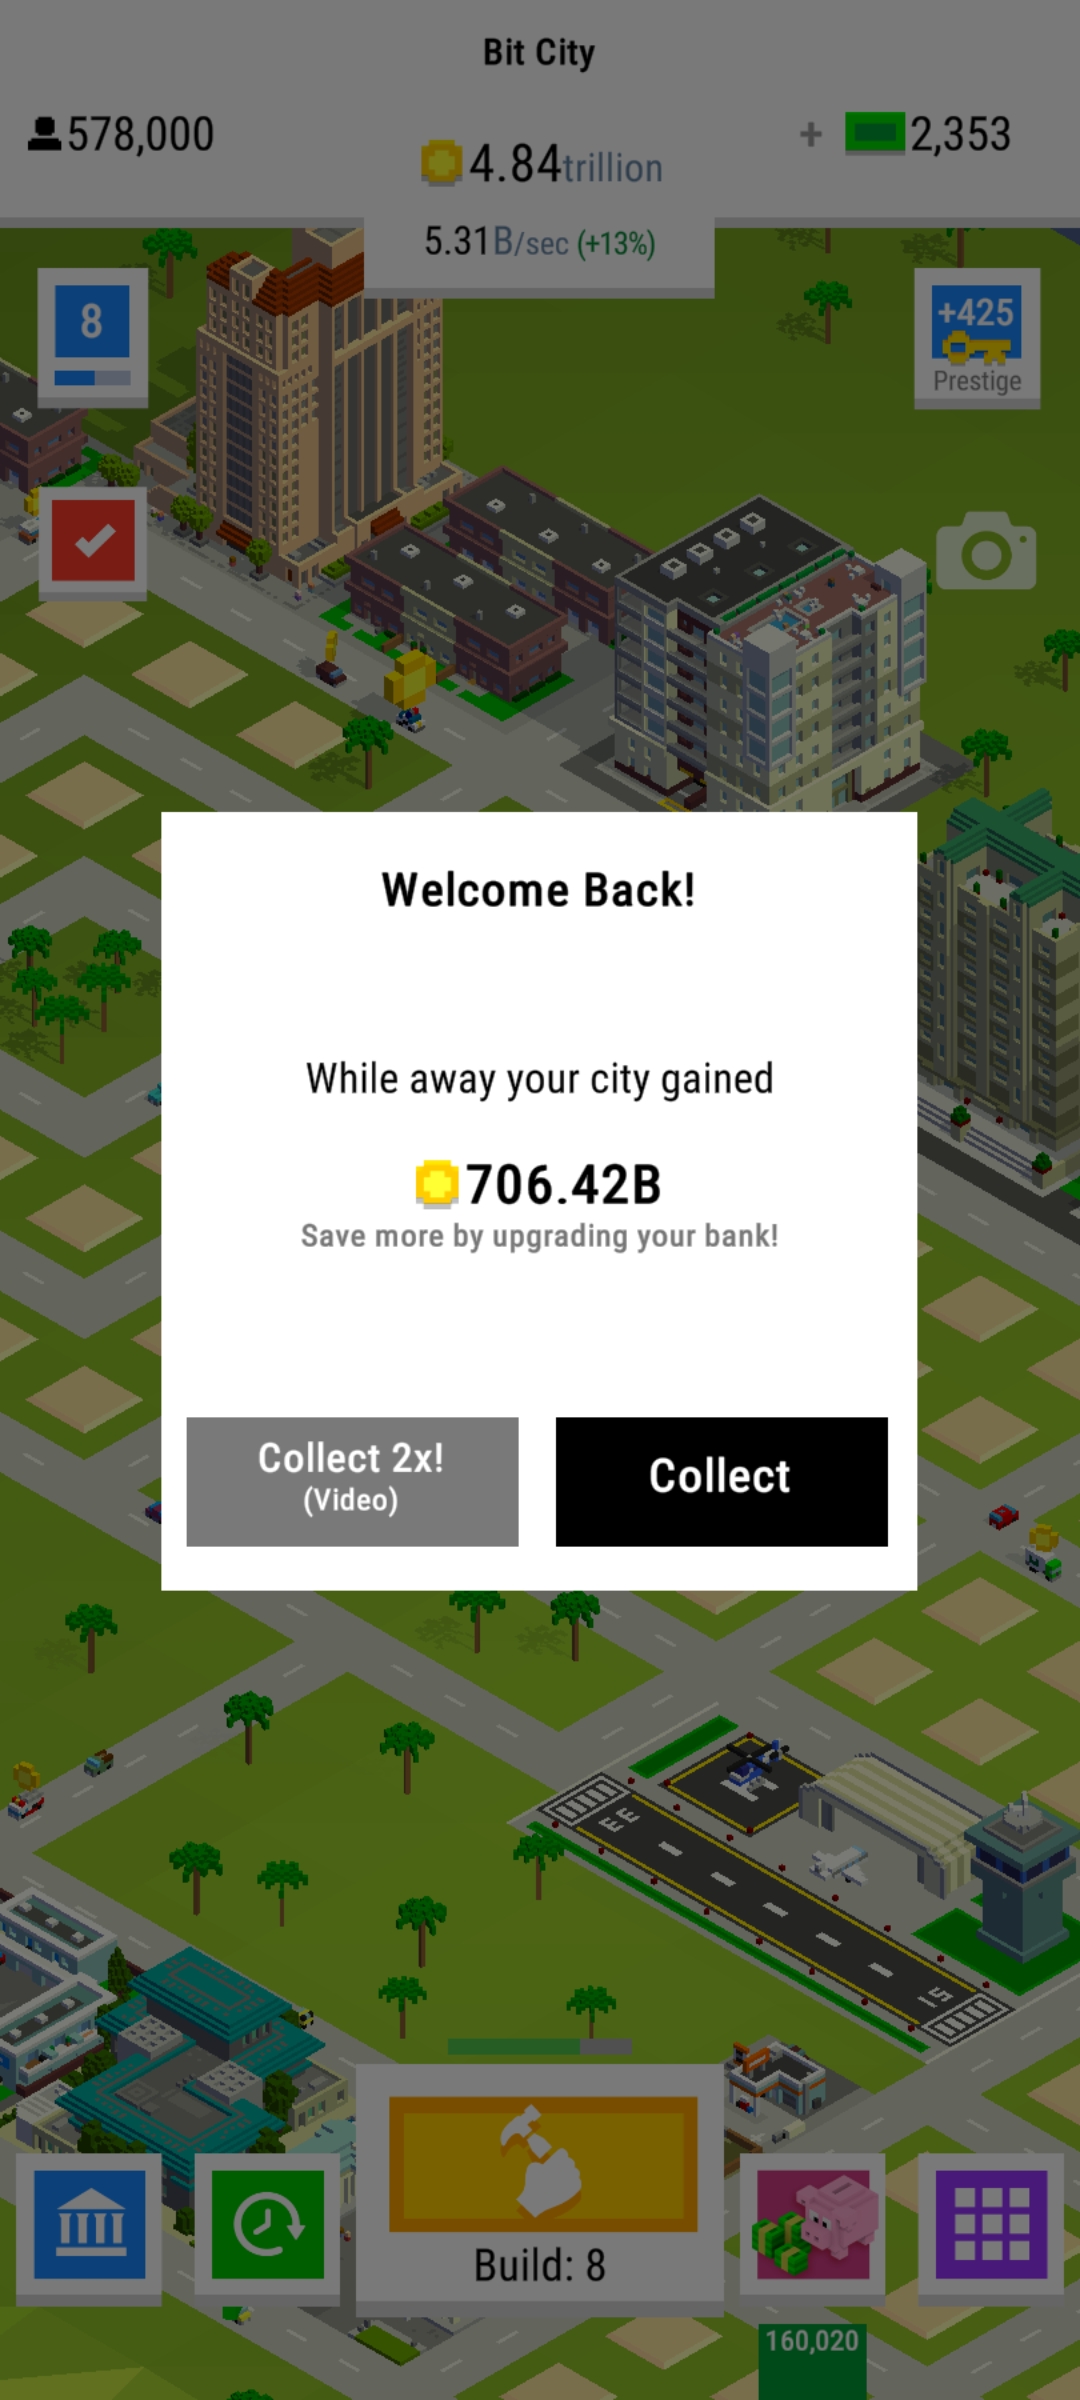 Bit City
578,000
4.84trillion
+ 2,353
5.31B/sec (+13%)
8
+425
Prestige
Welcome Back!
While away your city gained
706.42B
Save more by upgrading your bank!
Collect 2x!
(Video)
Collect
33
15
Build: 8
160,020